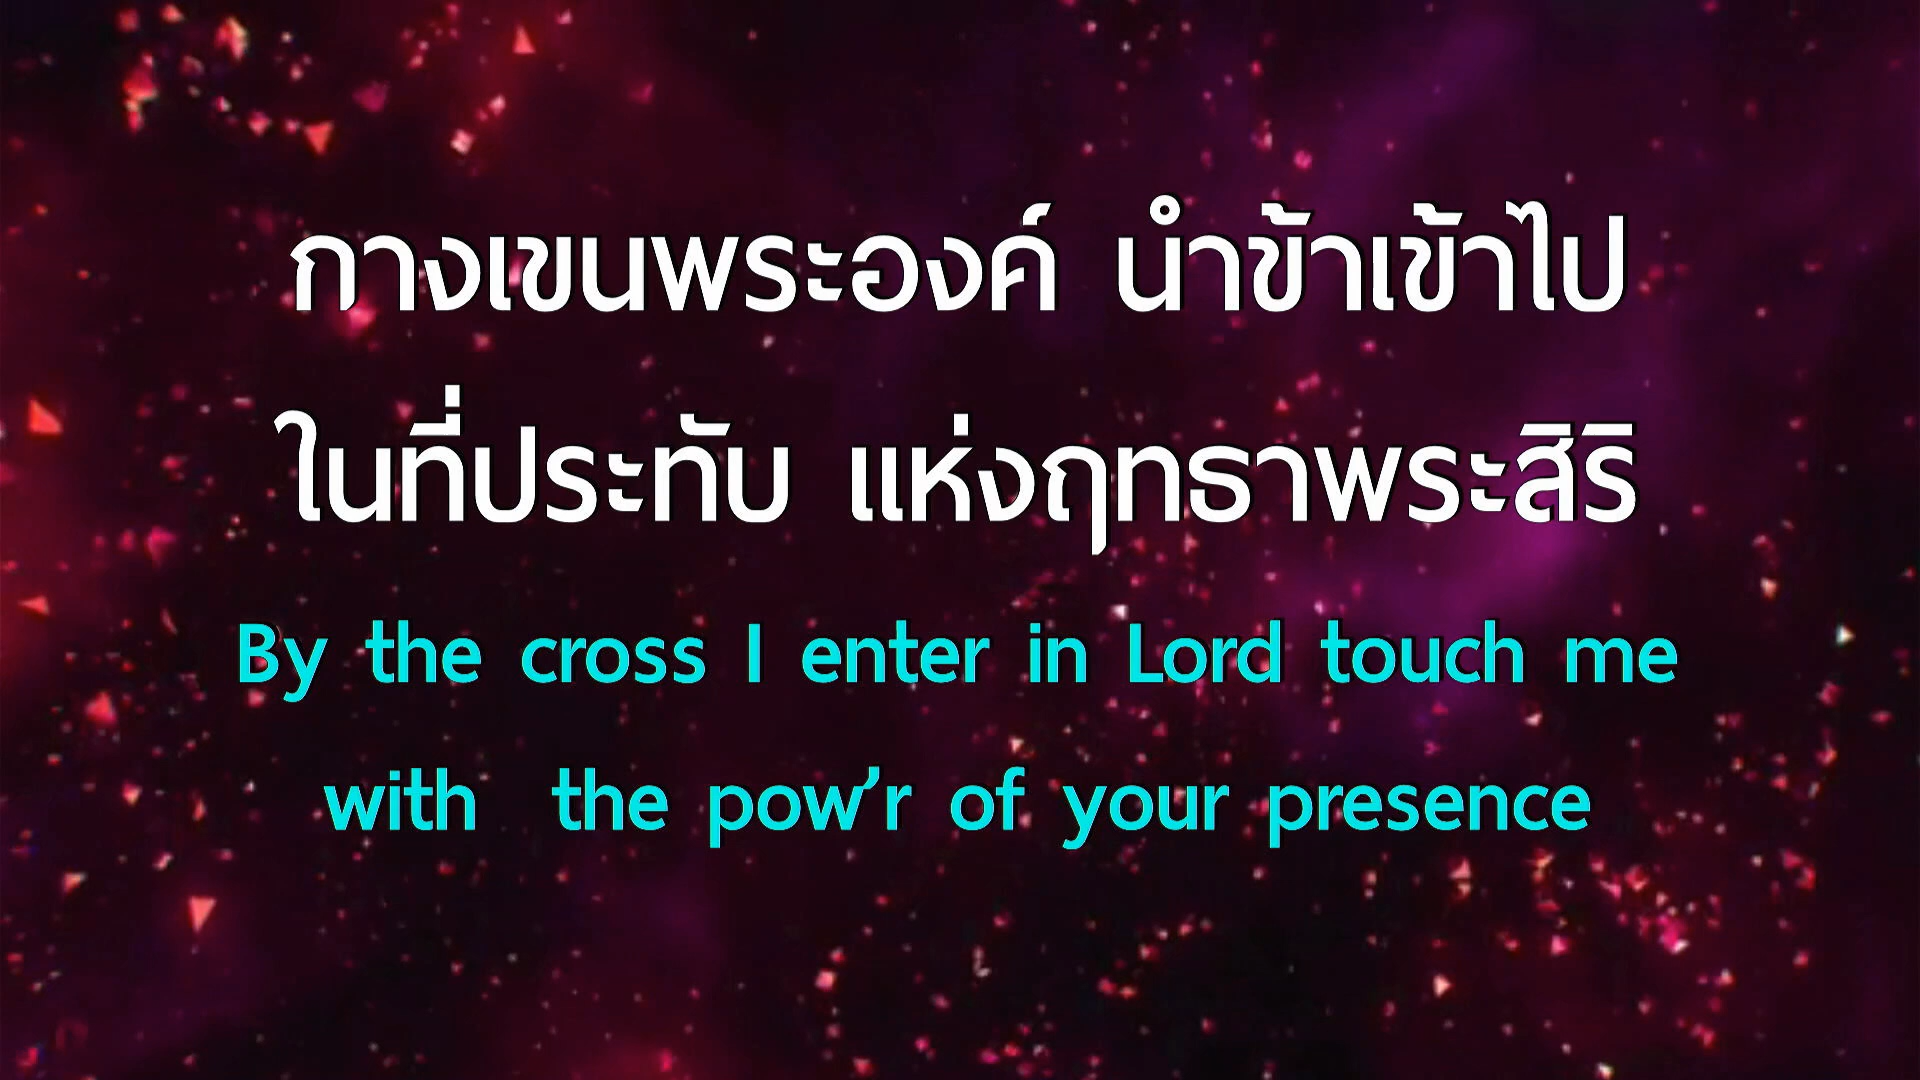 กางเขนพระองค์ นำข้าเข้าไป
ในที่ประทับ แห่งฤทธาพระสิริ
By the cross I enter in Lord touch me
with the pow’r of your presence